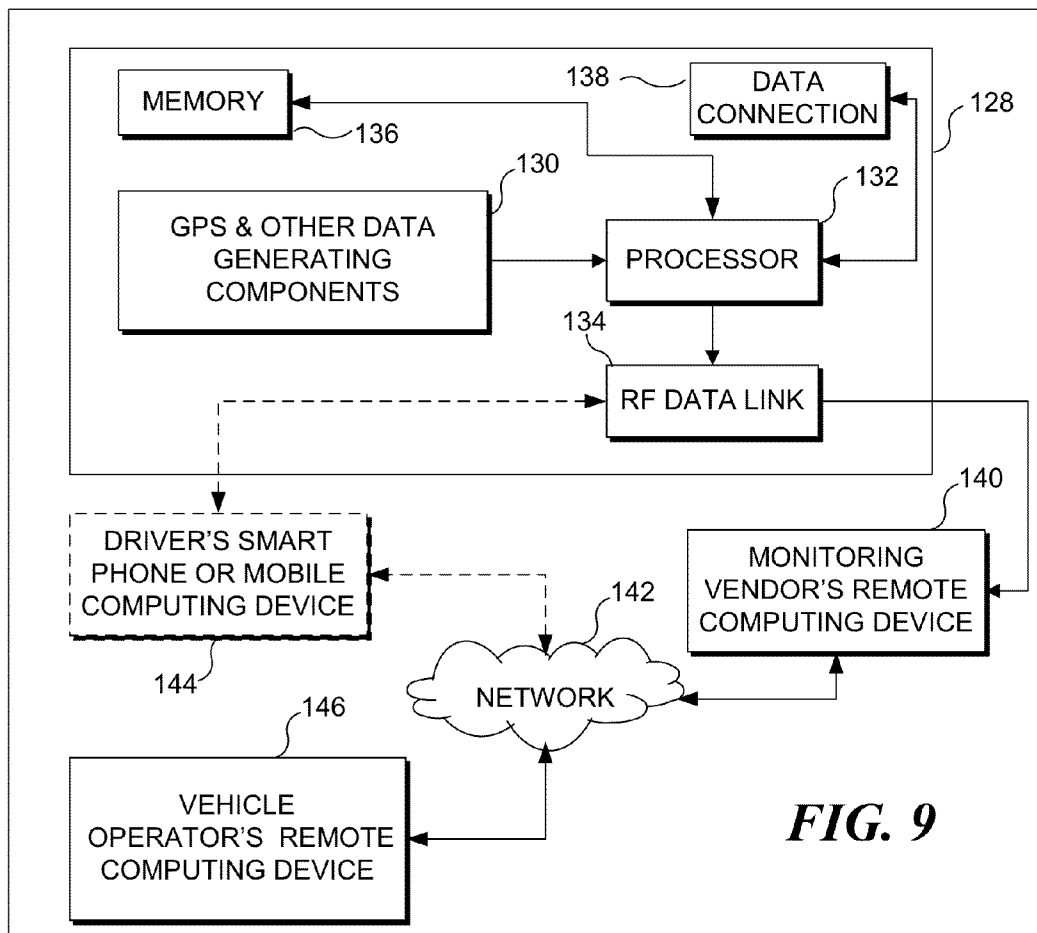 MEMORY
136
138
DATA
CONNECTION
128
130
GPS & OTHER DATA
GENERATING
COMPONENTS
132
PROCESSOR
134
RF DATA LINK
140
MONITORING
VENDOR'S REMOTE
COMPUTING DEVICE
DRIVER'S SMART
PHONE OR MOBILE
COMPUTING DEVICE
144
142
NETWORK
146
VEHICLE
OPERATOR'S REMOTE
COMPUTING DEVICE
FIG. 9